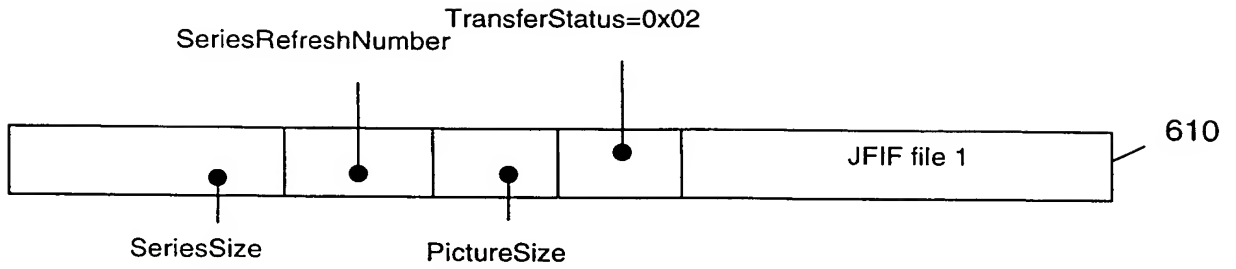 TransferStatus=0x02
SeriesRefreshNumber
610
JFIF file 1
SeriesSize
PictureSize